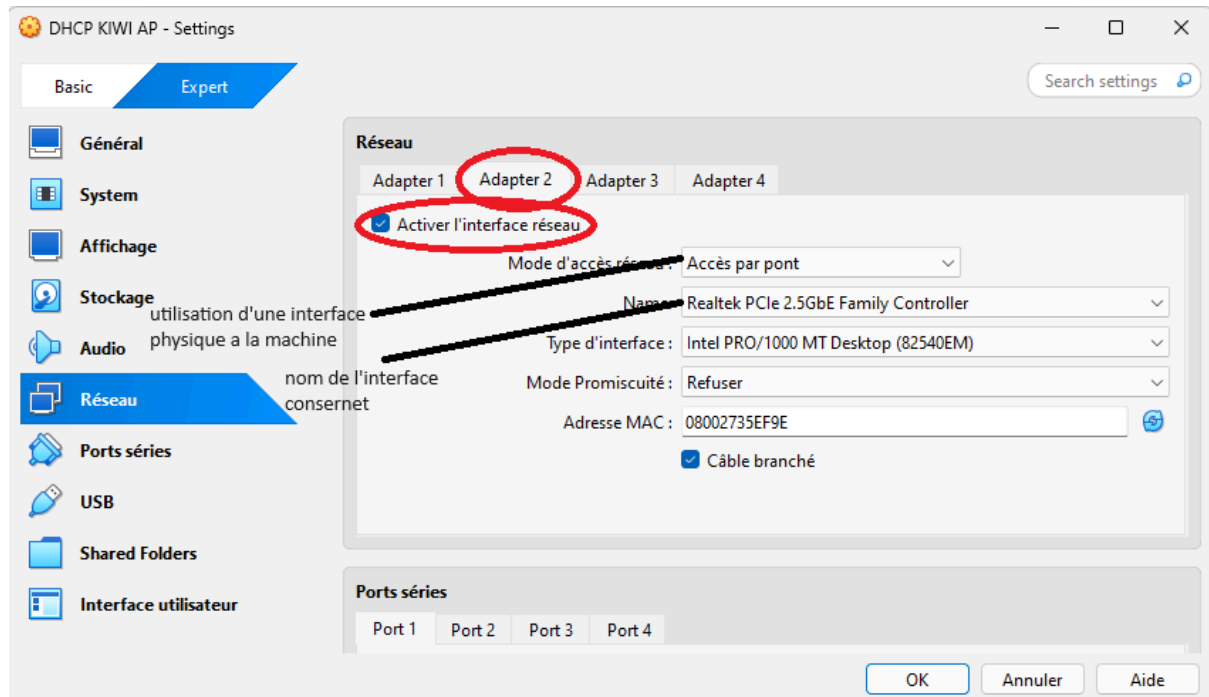 DHCP KIWI AP - Settings
Basic
Expert
Search settings
Général
System
Affichage
Stockage
Audio
Réseau
Ports séries
USB
Shared Folders
Interface utilisateur
Réseau
Adapter 1 Adapter 2 Adapter 3 Adapter 4
Activer l'interface réseau
Mode d'accès réseau : Accès par pont
Name : Realtek PCIe 2.5GbE Family Controller
Type d'interface : Intel PRO/1000 MT Desktop (82540EM)
Mode Promiscuité : Refuser
Adresse MAC : 08002735EF9E
Câble branché
utilisation d'une interface
physique a la machine
nom de l'interface
consernet
Ports séries
Port 1 Port 2 Port 3 Port 4
OK Annuler Aide